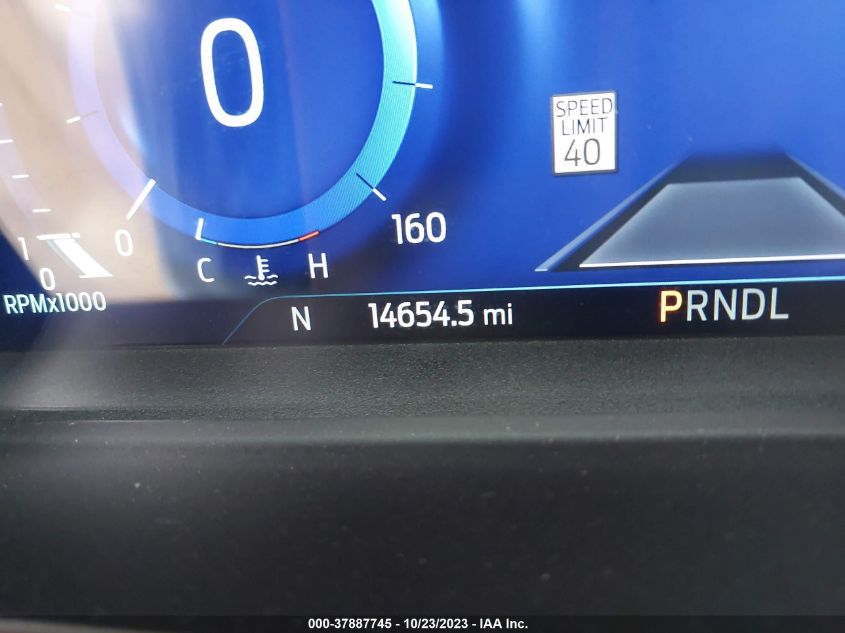 0
SPEED
LIMIT
40
160
0
1
0
C
H
RPMx1000
N
14654.5 mi
PRNDL
000-37887745 - 10/23/2023 - IAA Inc.